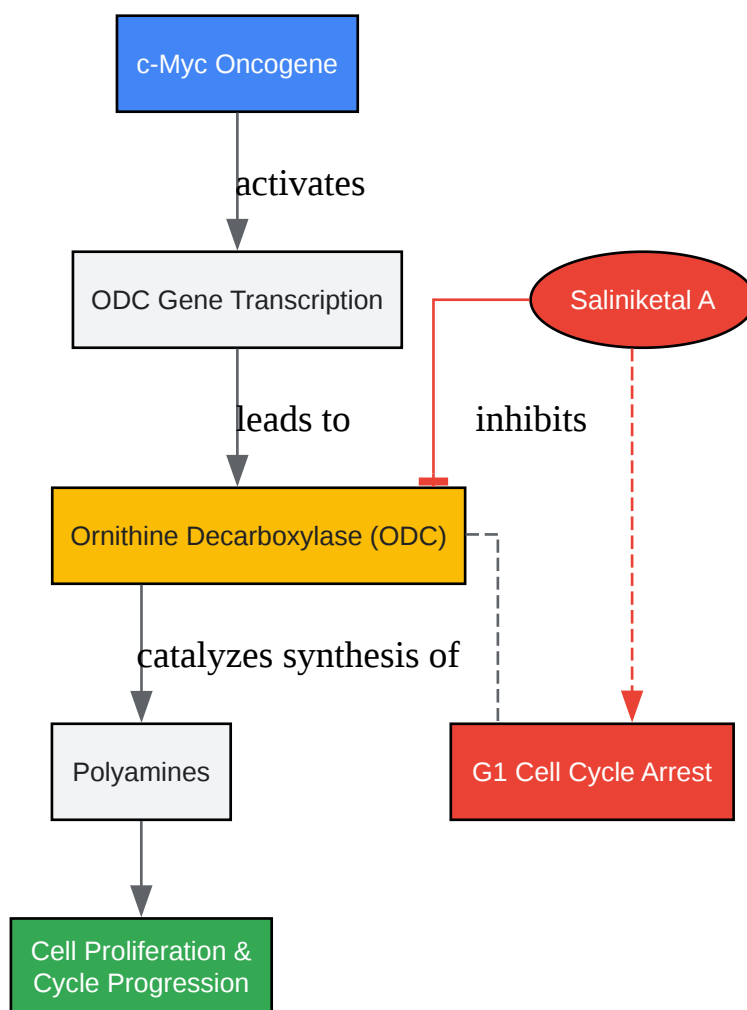 c-Myc Oncogene
activates
ODC Gene Transcription
Saliniketal A
leads to
inhibits
Ornithine Decarboxylase (ODC)
catalyzes synthesis of
Polyamines
G1 Cell Cycle Arrest
Cell Proliferation &
Cycle Progression